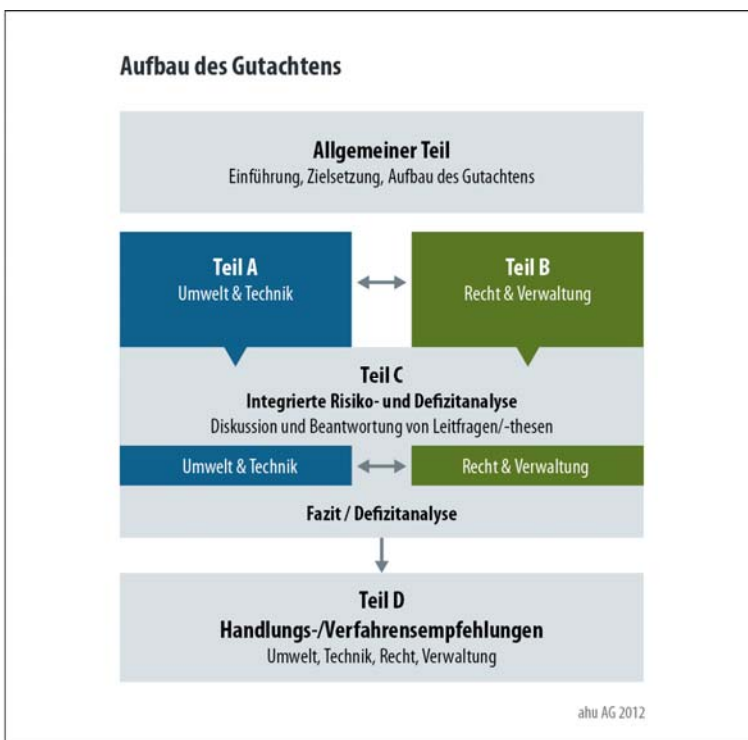 Aufbau des Gutachtens
Allgemeiner Teil
Einführung, Zielsetzung, Aufbau des Gutachtens
Teil A
Umwelt & Technik
Teil B
Recht & Verwaltung
Teil C
Integrierte Risiko- und Defizitanalyse
Diskussion und Beantwortung von Leitfragen/-thesen
Umwelt & Technik
Recht & Verwaltung
Fazit / Defizitanalyse
Teil D
Handlungs-/Verfahrensempfehlungen
Umwelt, Technik, Recht, Verwaltung
ahu AG 2012